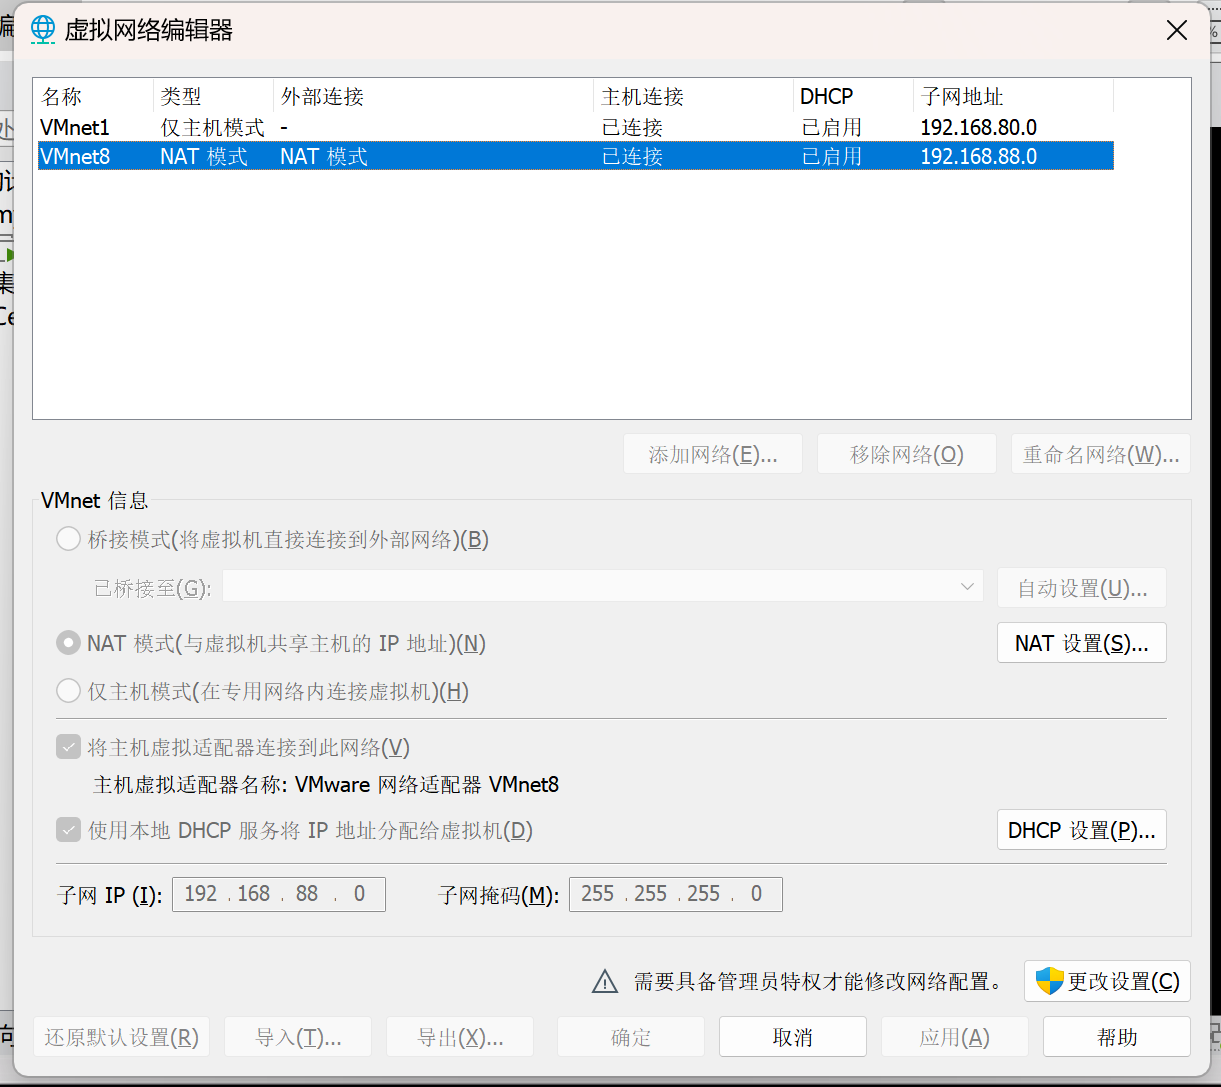 虚拟网络编辑器
名称 类型 外部连接 主机连接 DHCP 子网地址
VMnet1 仅主机模式 - 已连接 已启用 192.168.80.0
VMnet8 NAT 模式 NAT 模式 已连接 已启用 192.168.88.0
添加网络(E)... 移除网络(O) 重命名网络(W)...
VMnet 信息
桥接模式(将虚拟机直接连接到外部网络)(B)
已桥接至(G): 自动设置(U)...
NAT 模式(与虚拟机共享主机的 IP 地址)(N) NAT 设置(S)...
仅主机模式(在专用网络内连接虚拟机)(H)
将主机虚拟适配器连接到此网络(V)
主机虚拟适配器名称: VMware 网络适配器 VMnet8
使用本地 DHCP 服务将 IP 地址分配给虚拟机(D) DHCP 设置(P)...
子网 IP (I): 192 . 168 . 88 . 0 子网掩码(M): 255 . 255 . 255 . 0
需要具备管理员特权才能修改网络配置。 更改设置(C)
还原默认设置(R) 导入(T)... 导出(X)... 确定 取消 应用(A) 帮助